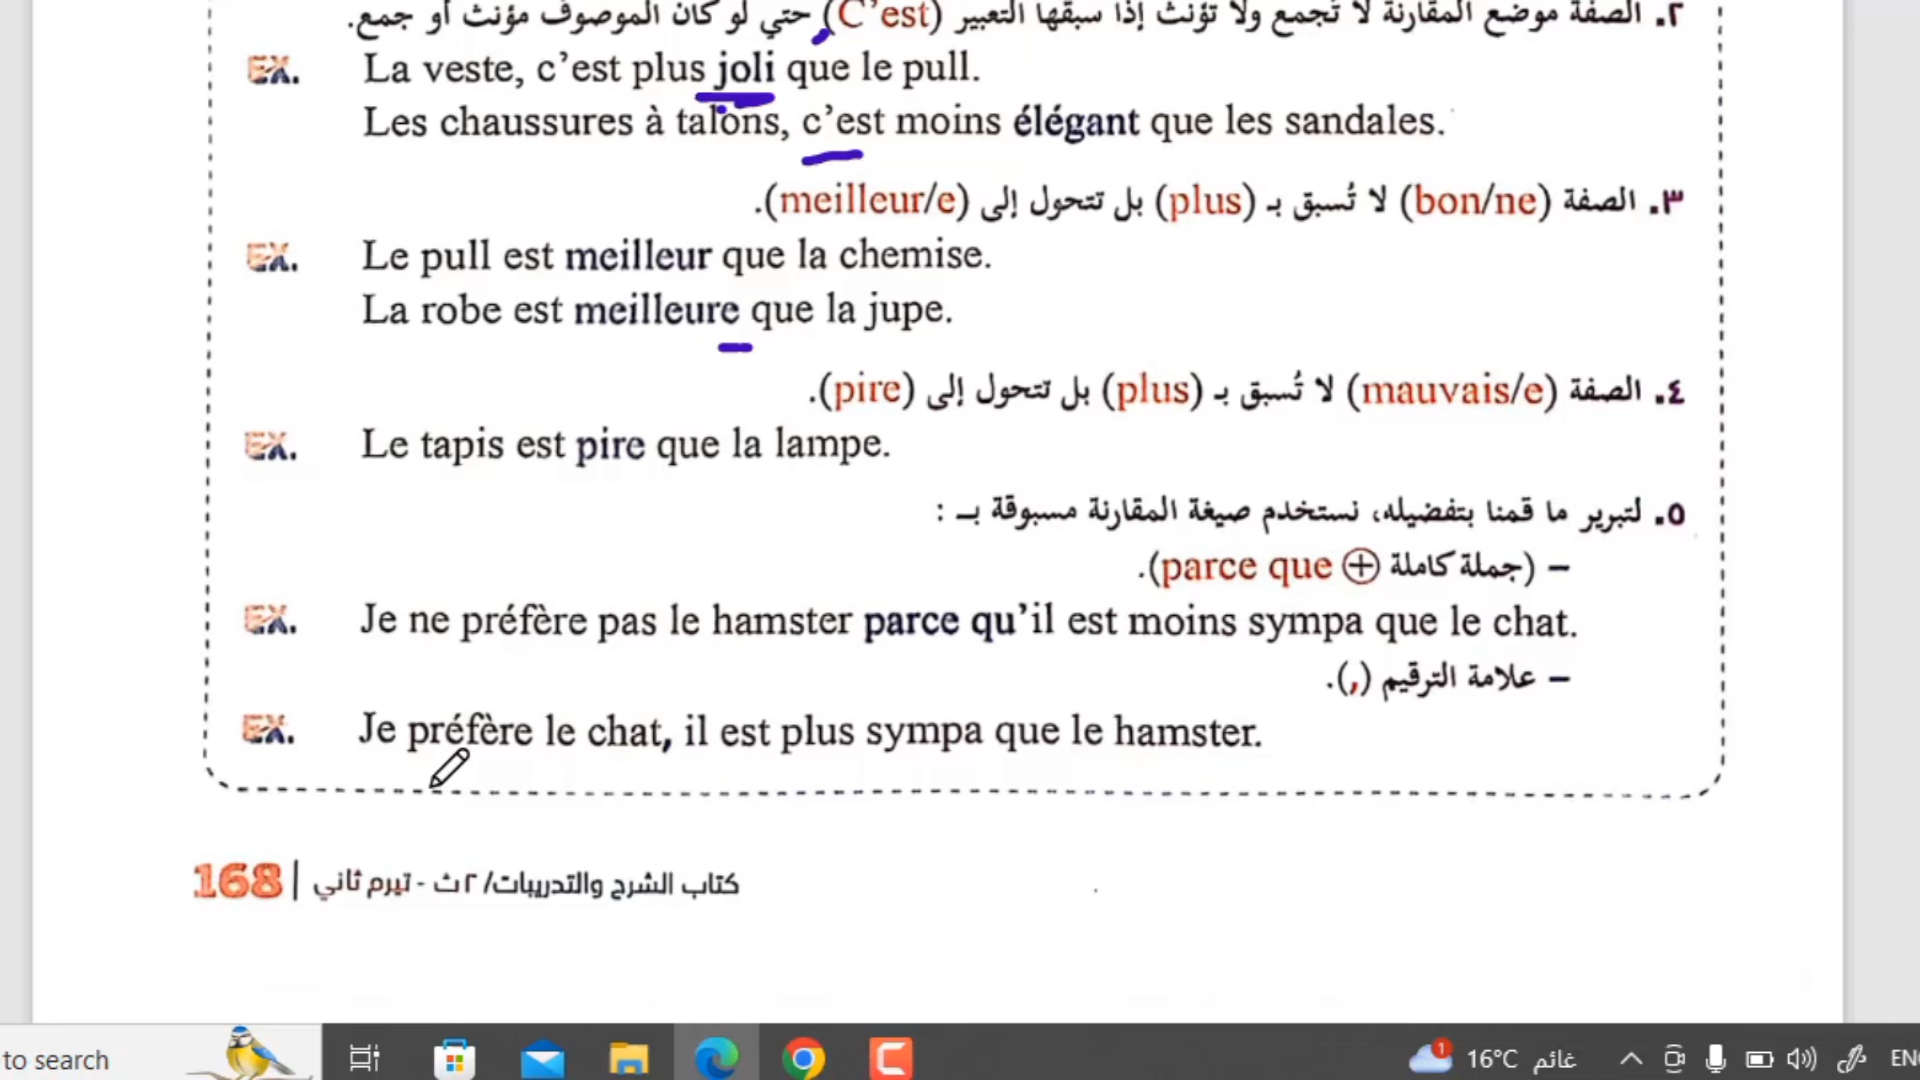 ٢. الصفة موضع المقارنة لا تُجمع ولا تؤنث إذا سبقها التعبير (C’est) حتي لو كان الموصوف مؤنث أو جمع.
EX. La veste, c’est plus joli que le pull.
Les chaussures à talons, c’est moins élégant que les sandales.
٣. الصفة (bon/ne) لا تُسبق بـ (plus) بل تتحول إلى (meilleur/e).
EX. Le pull est meilleur que la chemise.
La robe est meilleure que la jupe.
٤. الصفة (mauvais/e) لا تُسبق بـ (plus) بل تتحول إلى (pire).
EX. Le tapis est pire que la lampe.
٥. لتبرير ما قمنا بتفضيله، نستخدم صيغة المقارنة مسبوقة بـ :
– (جملة كاملة ⊕ parce que).
EX. Je ne préfère pas le hamster parce qu’il est moins sympa que le chat.
– علامة الترقيم (,).
EX. Je préfère le chat, il est plus sympa que le hamster.
168 | كتاب الشرح والتدريبات/ ٢ث - تيرم ثاني
to search
1 16°C غائم ENG